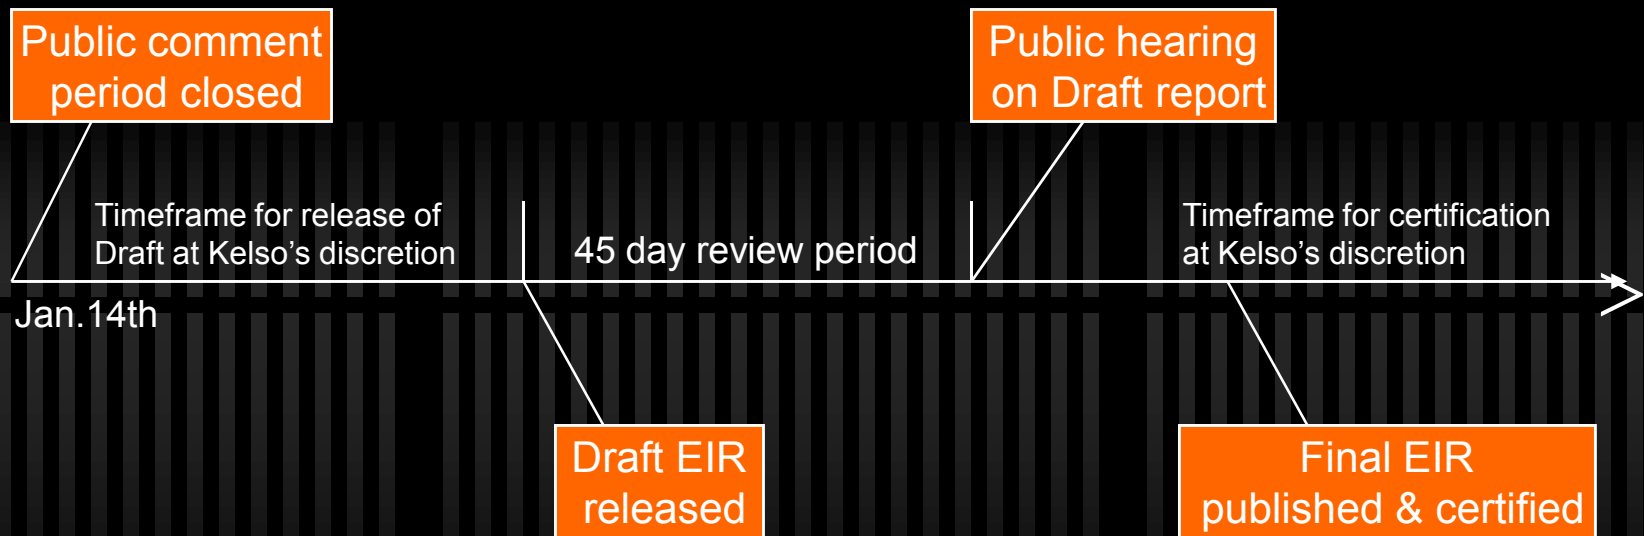 Public comment
period closed
Public hearing
on Draft report
Timeframe for release of
Draft at Kelso’s discretion
45 day review period
Timeframe for certification
at Kelso’s discretion
Jan.14th
Draft EIR
released
Final EIR
published & certified